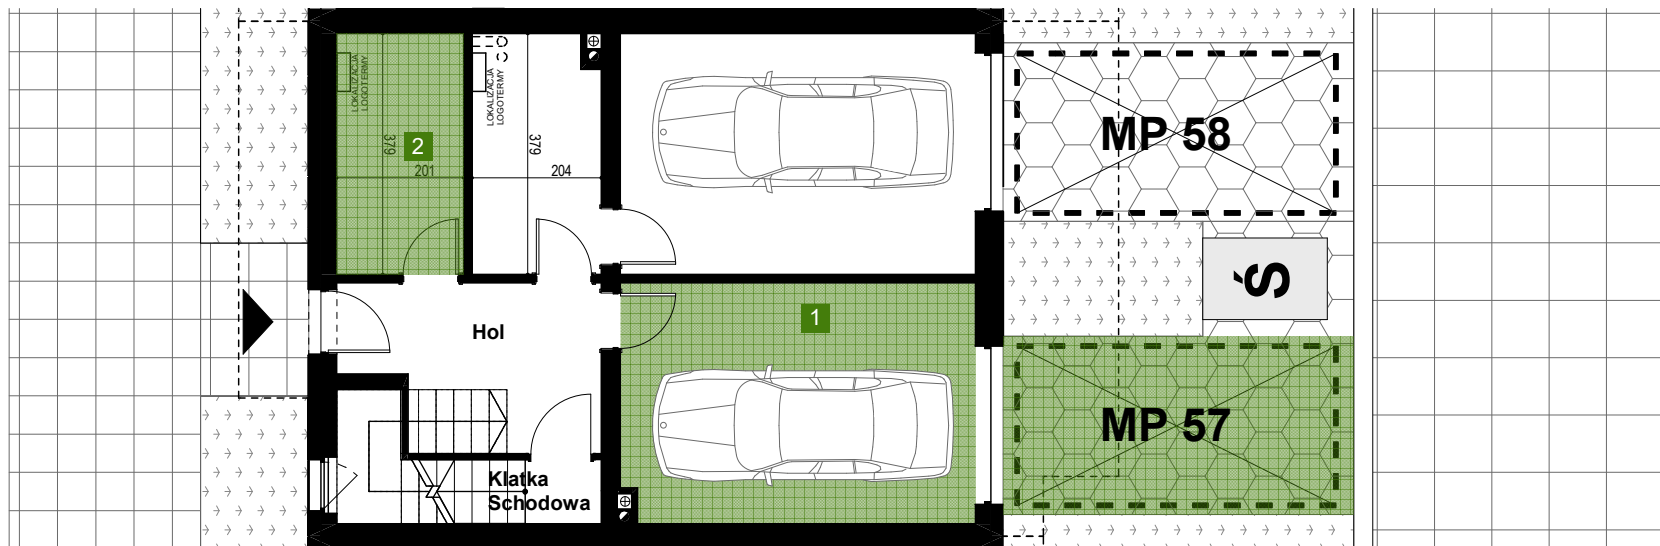 LOKALIZACJA
LOGOTERMY
379
2
201
LOKALIZACJA
LOGOTERMY
379
204
MP 58
Ś
Hol
1
MP 57
Klatka
Schodowa